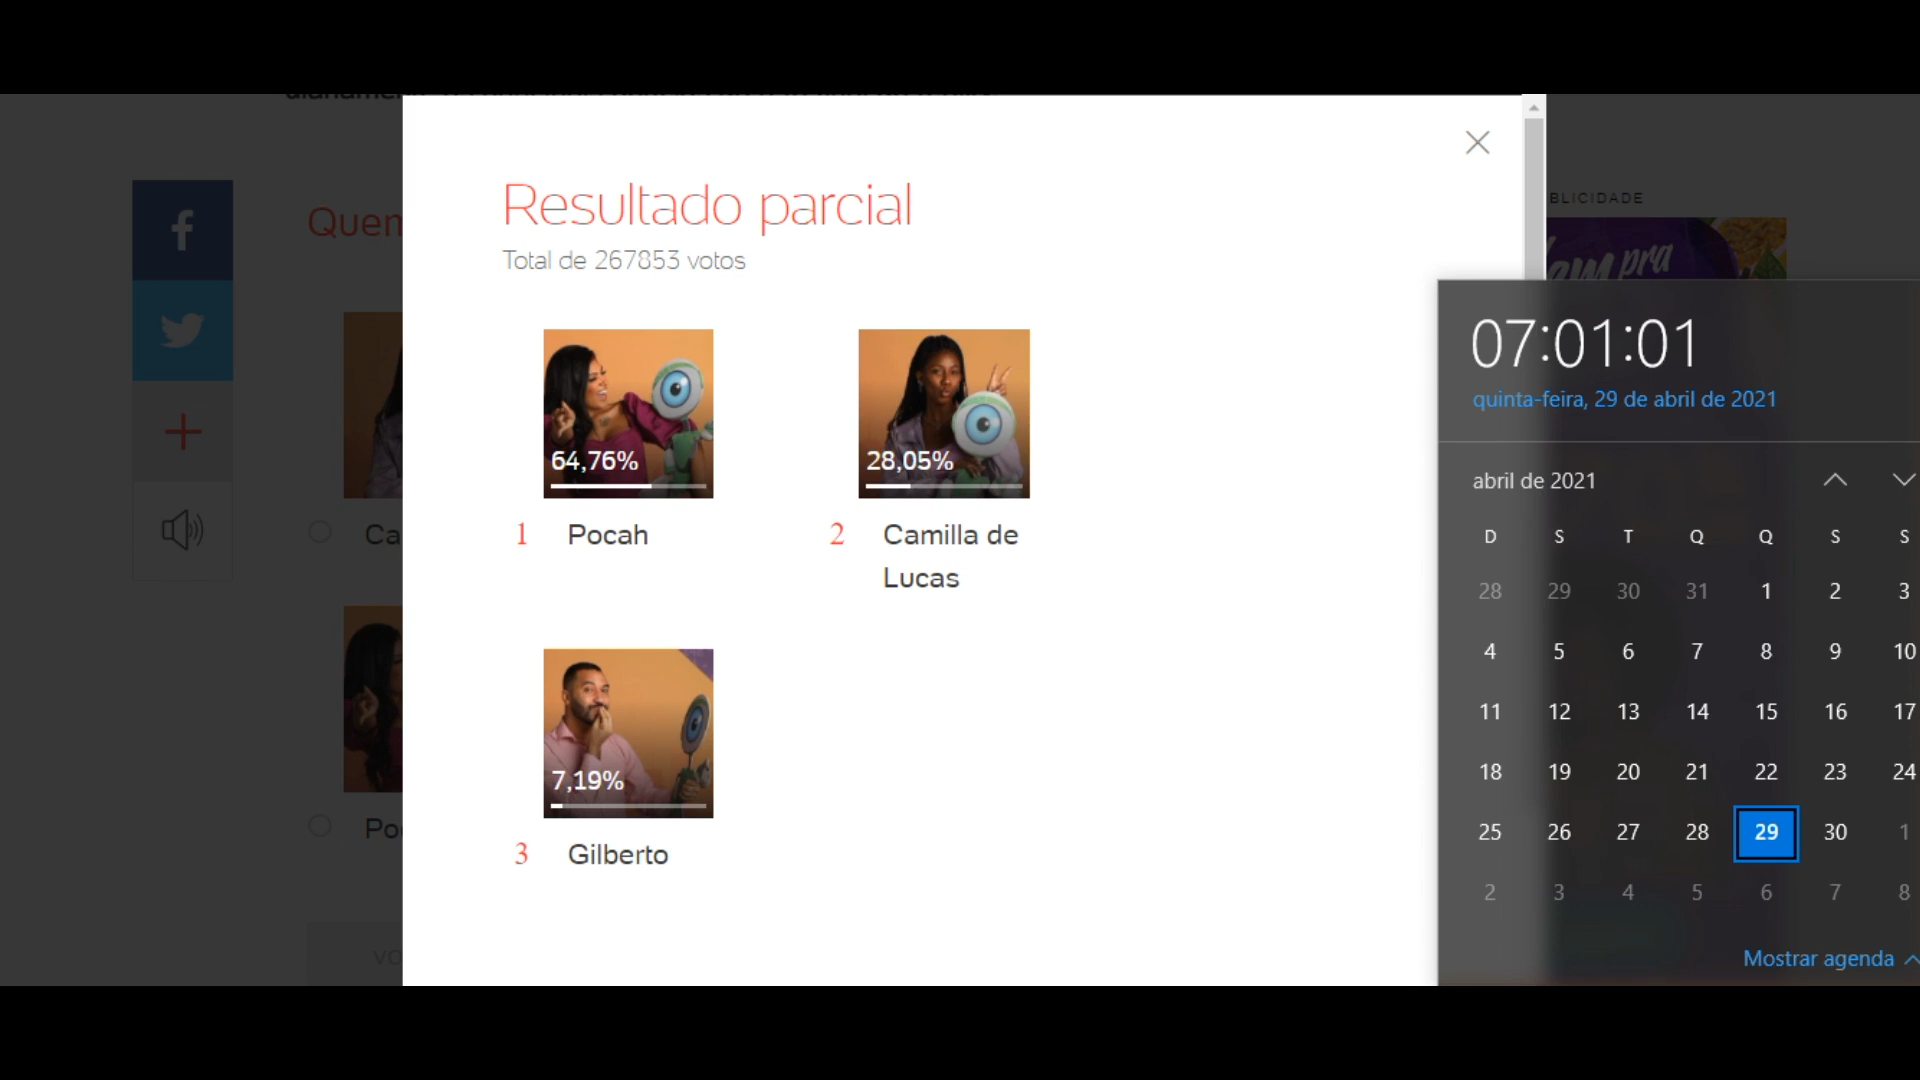 Quem
BLICIDADE
pra
Resultado parcial
Total de 267853 votos
64,76%
1 Pocah
28,05%
2 Camilla de
Lucas
7,19%
3 Gilberto
07:01:01
quinta-feira, 29 de abril de 2021
abril de 2021
D S T Q Q S S
28 29 30 31 1 2 3
4 5 6 7 8 9 10
11 12 13 14 15 16 17
18 19 20 21 22 23 24
25 26 27 28 29 30 1
2 3 4 5 6 7 8
Mostrar agenda